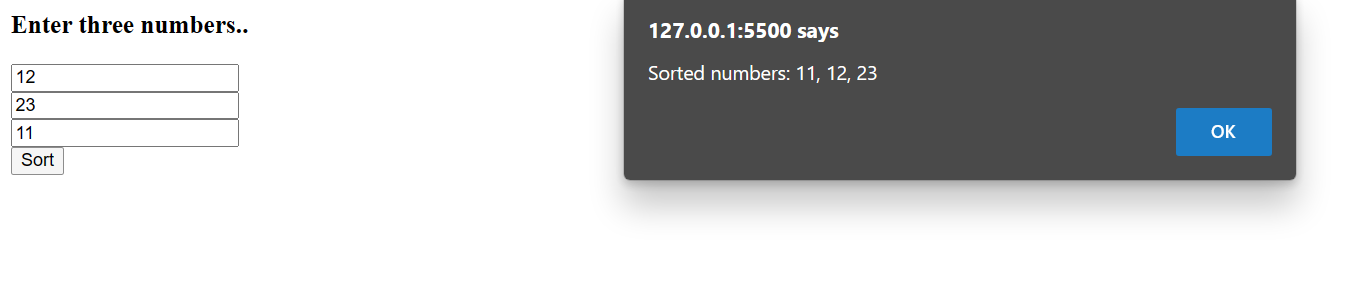 Enter three numbers..
12
23
11
Sort
127.0.0.1:5500 says
Sorted numbers: 11, 12, 23
OK